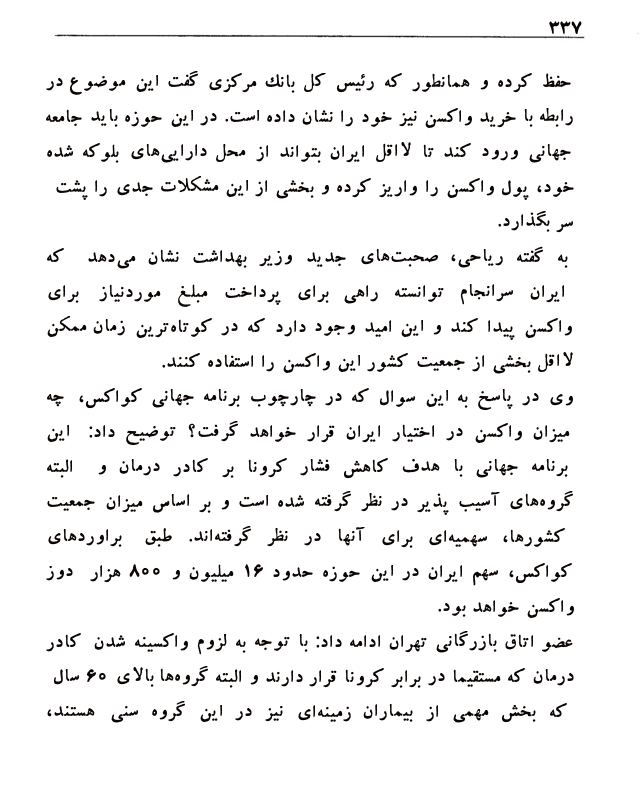 ۳۳۷
حفظ کرده و همانطور که رئیس کل بانك مرکزی گفت این موضوع در
رابطه با خرید واکسن نیز خود را نشان داده است. در این حوزه باید جامعه
جهانی ورود کند تا لااقل ایران بتواند از محل دارایی‌های بلوکه شده
خود، پول واکسن را واریز کرده و بخشی از این مشکلات جدی را پشت
سر بگذارد.
به گفته ریاحی، صحبت‌های جدید وزیر بهداشت نشان می‌دهد که
ایران سرانجام توانسته راهی برای پرداخت مبلغ موردنیاز برای
واکسن پیدا کند و این امید وجود دارد که در کوتاه‌ترین زمان ممکن
لااقل بخشی از جمعیت کشور این واکسن را استفاده کنند.
وی در پاسخ به این سوال که در چارچوب برنامه جهانی کواکس، چه
میزان واکسن در اختیار ایران قرار خواهد گرفت؟ توضیح داد: این
برنامه جهانی با هدف کاهش فشار کرونا بر کادر درمان و البته
گروه‌های آسیب پذیر در نظر گرفته شده است و بر اساس میزان جمعیت
کشورها، سهمیه‌ای برای آنها در نظر گرفته‌اند. طبق براوردهای
کواکس، سهم ایران در این حوزه حدود ۱۶ میلیون و ۸۰۰ هزار دوز
واکسن خواهد بود.
عضو اتاق بازرگانی تهران ادامه داد: با توجه به لزوم واکسینه شدن کادر
درمان که مستقیما در برابر کرونا قرار دارند و البته گروه‌ها بالای ۶۰ سال
که بخش مهمی از بیماران زمینه‌ای نیز در این گروه سنی هستند،